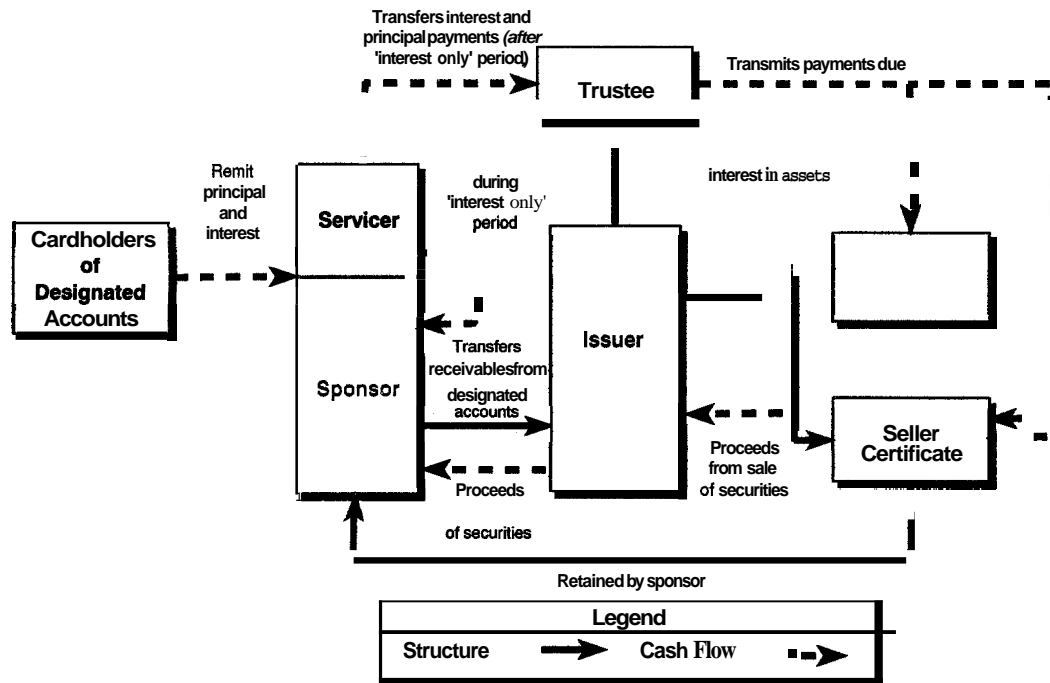 Transfers interest and
principal payments (after
'interest only' period)
Trustee
Transmits payments due
Remit
principal
and
interest
Servicer
during
'interest only'
period
interest in assets
Cardholders
of
Designated
Accounts
Issuer
Sponsor
Transfers
receivablesfrom
designated
accounts
Proceeds
of securities
Proceeds
from sale
of securities
Seller
Certificate
Retained by sponsor
Legend
Structure
Cash Flow